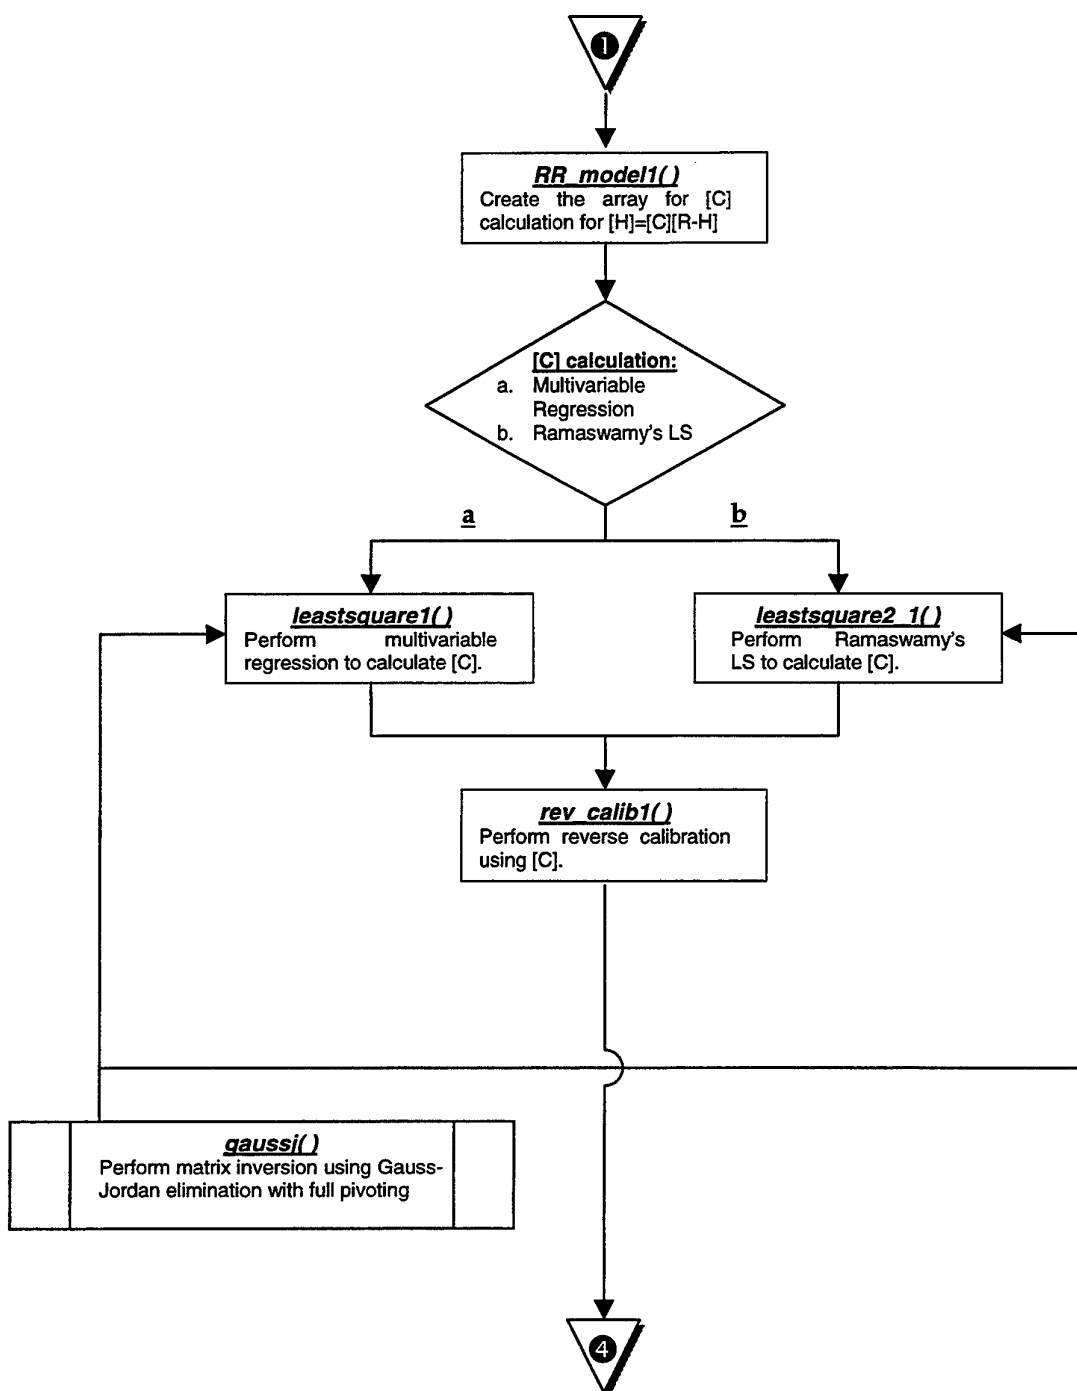 1
RR_model1( )
Create the array for [C]
calculation for [H]=[C][R-H]
[C] calculation:
a. Multivariable
Regression
b. Ramaswamy's LS
a
b
leastsquare1( )
Perform multivariable
regression to calculate [C].
leastsquare2_1( )
Perform Ramaswamy's
LS to calculate [C].
rev_calib1( )
Perform reverse calibration
using [C].
gaussj( )
Perform matrix inversion using Gauss-
Jordan elimination with full pivoting
4